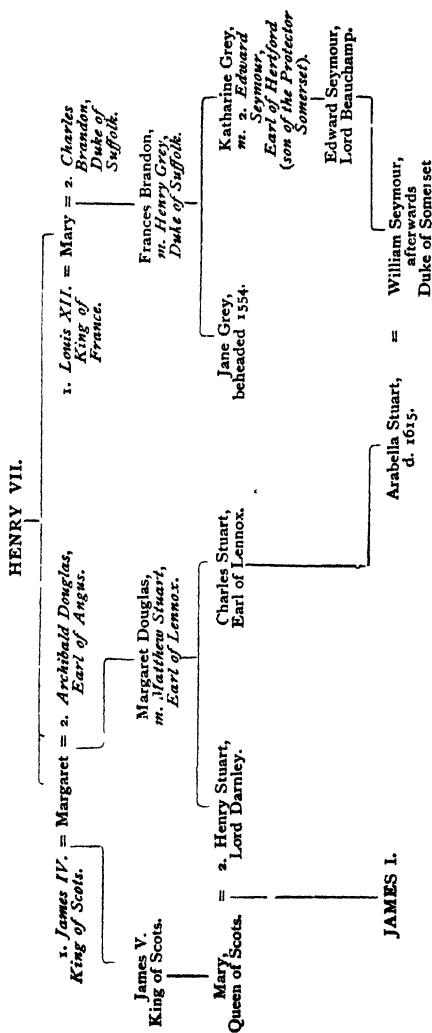 HENRY VII.
1. James IV. = Margaret = 2. Archibald Douglas,
King of Scots.
Earl of Angus.
1. Louis XII. = Mary = 2. Charles
King of
France.
Brandon,
Duke of
Suffolk.
James V.
King of Scots.
Margaret Douglas,
m. Matthew Stuart,
Earl of Lennox.
Frances Brandon,
m. Henry Grey,
Duke of Suffolk.
Mary,
Queen of Scots.
= 2. Henry Stuart,
Lord Darnley.
Charles Stuart,
Earl of Lennox.
Jane Grey,
beheaded 1554.
Katharine Grey,
m. 2. Edward
Seymour,
Earl of Hertford
(son of the Protector
Somerset).
Edward Seymour,
Lord Beauchamp.
JAMES I.
Arabella Stuart,
d. 1615.
=
William Seymour,
afterwards
Duke of Somerset